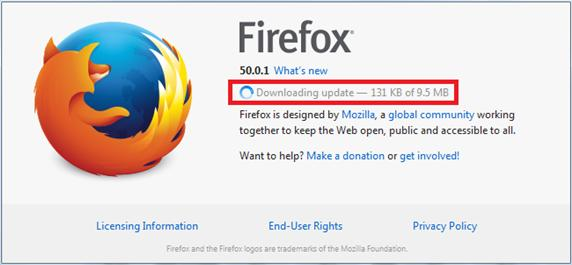 Firefox®
50.0.1 What's new
Downloading update — 131 KB of 9.5 MB
Firefox is designed by Mozilla, a global community working
together to keep the Web open, public and accessible to all.
Want to help? Make a donation or get involved!
Licensing Information End-User Rights Privacy Policy
Firefox and the Firefox logos are trademarks of the Mozilla Foundation.